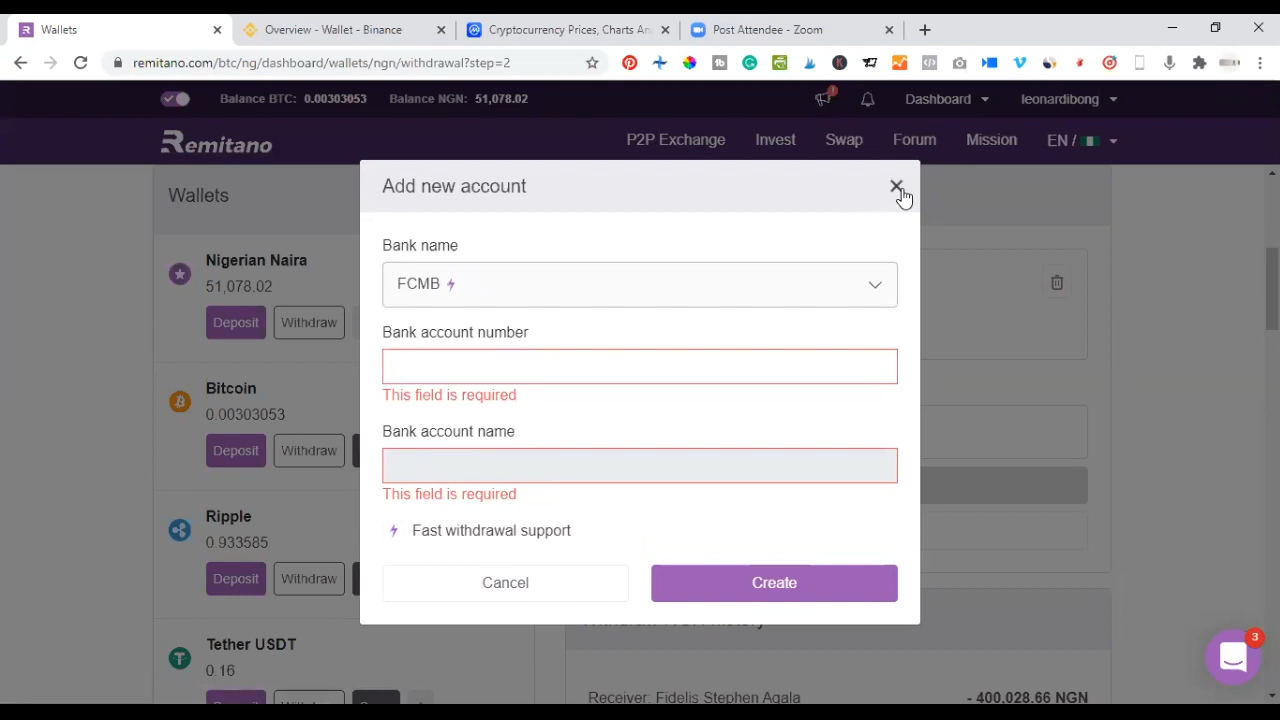 Wallets
Overview - Wallet - Binance
Cryptocurrency Prices, Charts An
Post Attendee - Zoom
remitano.com/btc/ng/dashboard/wallets/ngn/withdrawal?step=2
Balance BTC: 0.00303053 Balance NGN: 51,078.02
Dashboard
leonardibong
Remitano
P2P Exchange Invest Swap Forum Mission EN /
Wallets
Nigerian Naira
51,078.02
Deposit Withdraw
Bitcoin
0.00303053
Deposit Withdraw
Ripple
0.933585
Deposit Withdraw
Tether USDT
0.16
Add new account
Bank name
FCMB
Bank account number
This field is required
Bank account name
This field is required
Fast withdrawal support
Cancel Create
Receiver: Fidelis Stephen Agala - 400,028.66 NGN
3